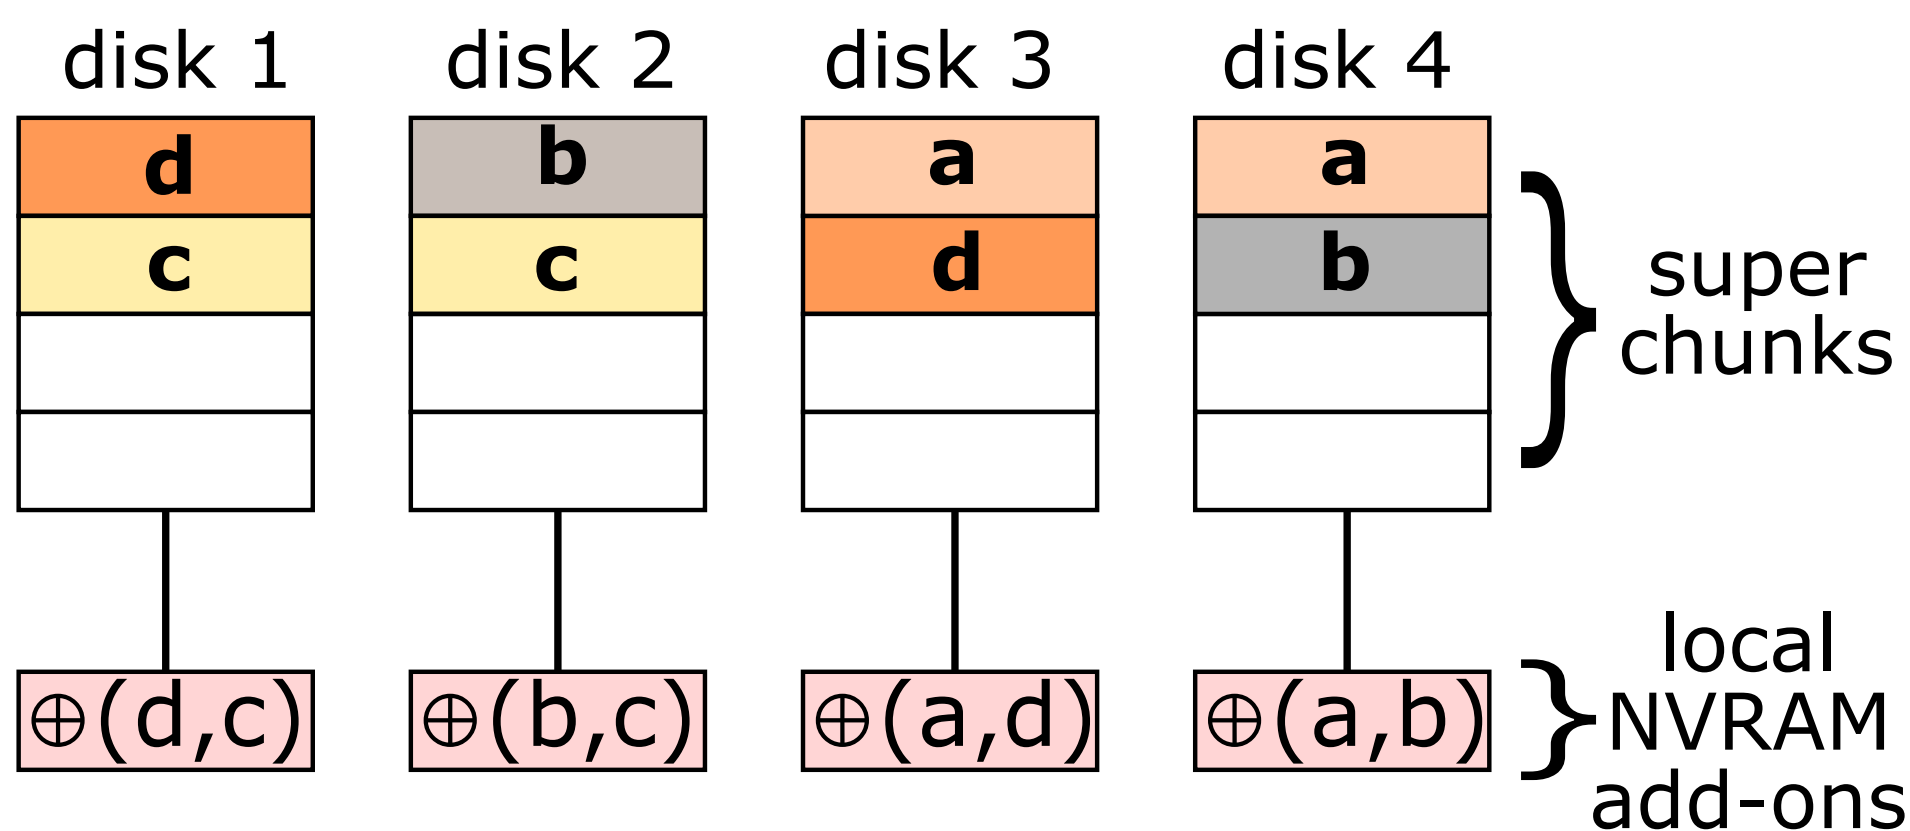 disk 1 disk 2 disk 3 disk 4
d b a a
c c d b
super
chunks
⊕(d,c) ⊕(b,c) ⊕(a,d) ⊕(a,b)
local
NVRAM
add-ons